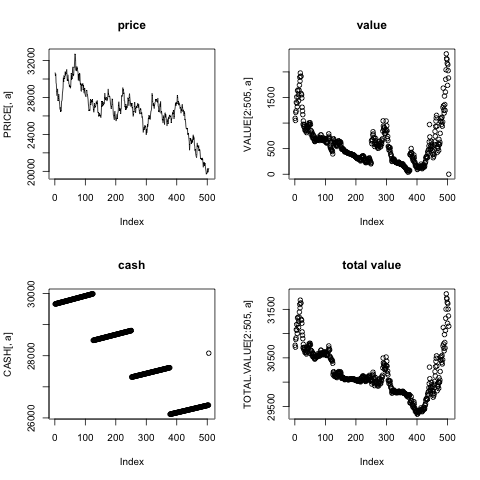 price
PRICE[, a]
20000 24000 28000 32000
0 100 200 300 400 500
Index
value
VALUE[2:505, a]
0 500 1500
0 100 200 300 400 500
Index
cash
CASH[, a]
26000 28000 30000
0 100 200 300 400 500
Index
total value
TOTAL.VALUE[2:505, a]
29500 30500 31500
0 100 200 300 400 500
Index